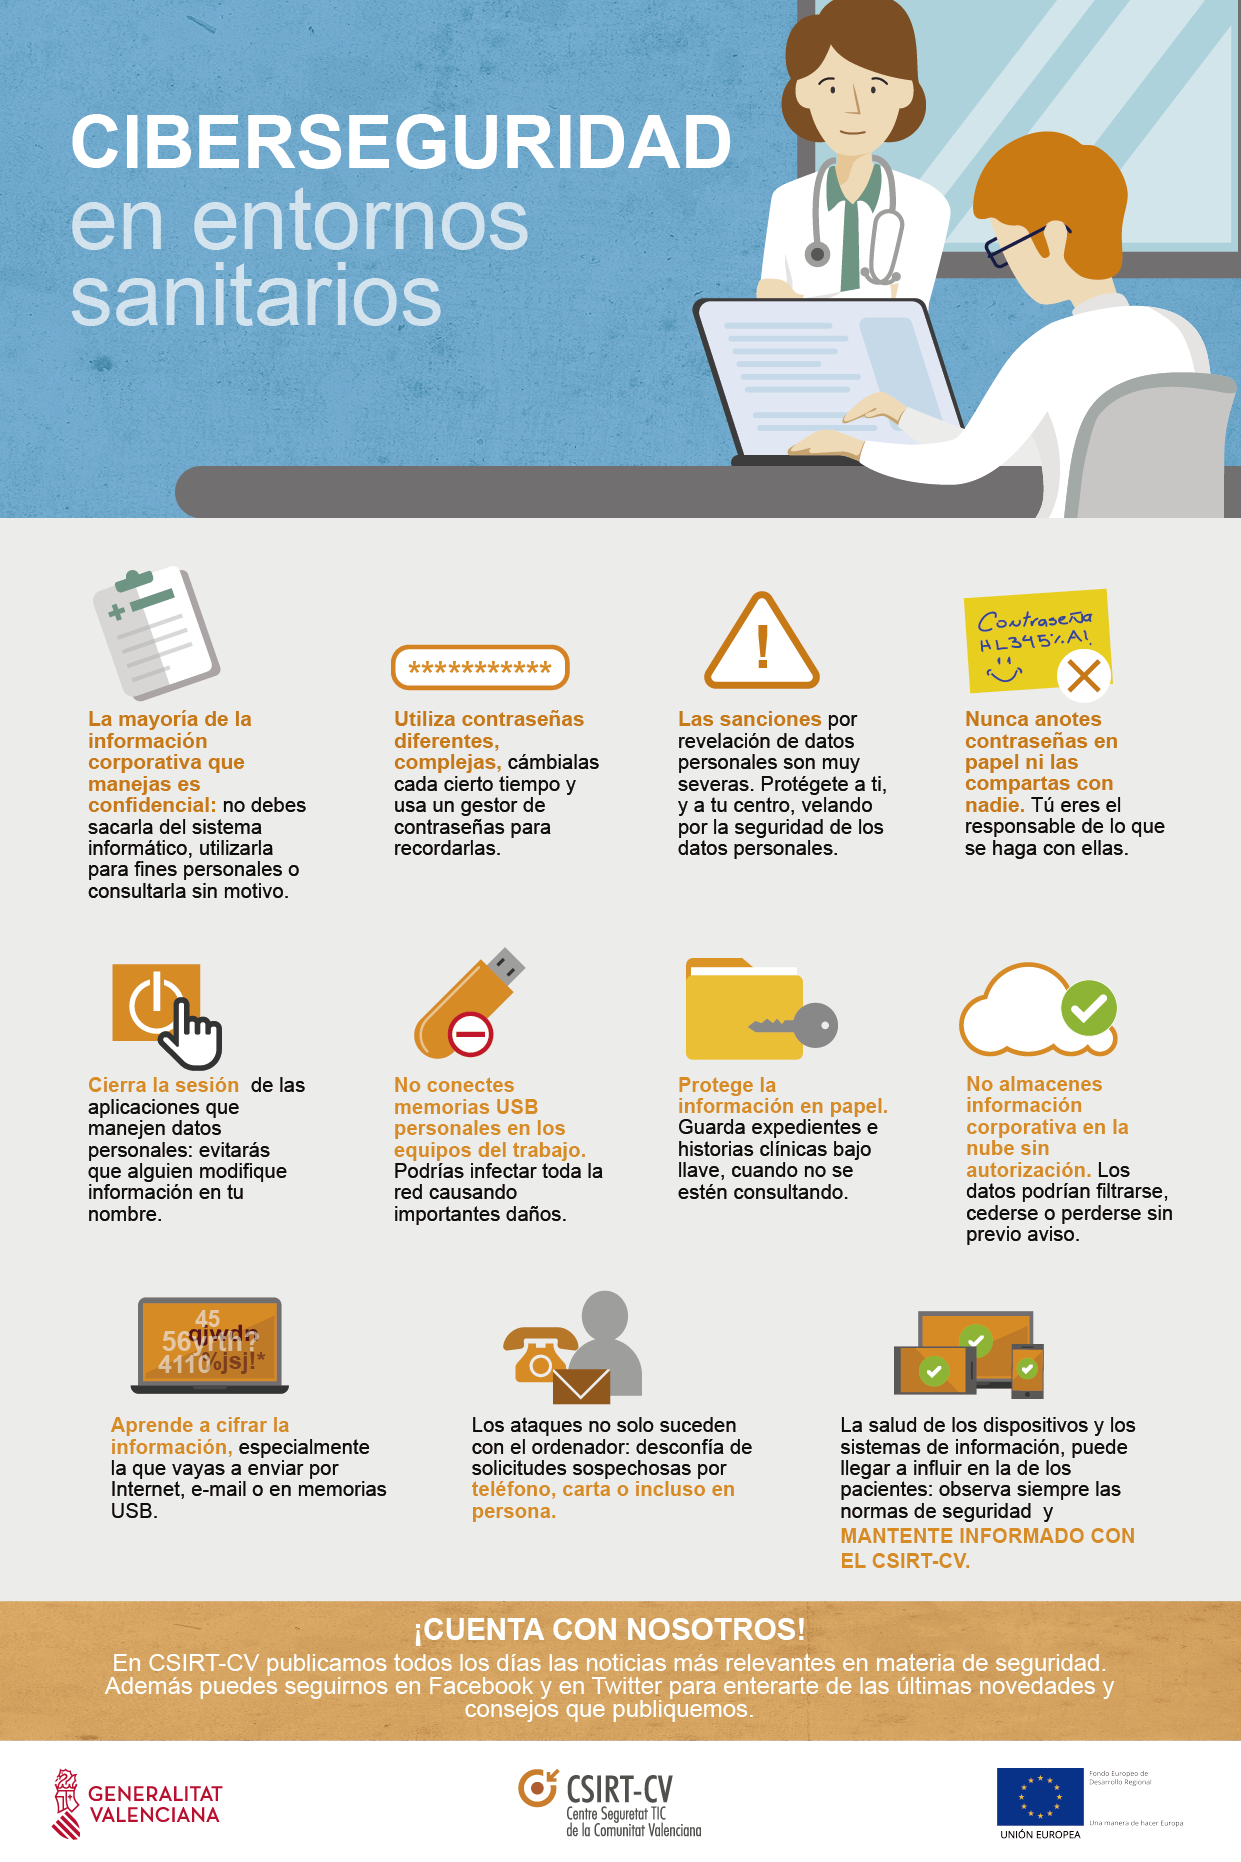 CIBERSEGURIDAD
en entornos
sanitarios
Contraseña
HL345%A!
***********
!
La mayoría de la
información
corporativa que
manejas es
confidencial: no debes
sacarla del sistema
informático, utilizarla
para fines personales o
consultarla sin motivo.
Utiliza contraseñas
diferentes,
complejas, cámbialas
cada cierto tiempo y
usa un gestor de
contraseñas para
recordarlas.
Las sanciones por
revelación de datos
personales son muy
severas. Protégete a ti,
y a tu centro, velando
por la seguridad de los
datos personales.
Nunca anotes
contraseñas en
papel ni las
compartas con
nadie. Tú eres el
responsable de lo que
se haga con ellas.
Cierra la sesión de las
aplicaciones que
manejen datos
personales: evitarás
que alguien modifique
información en tu
nombre.
No conectes
memorias USB
personales en los
equipos del trabajo.
Podrías infectar toda la
red causando
importantes daños.
Protege la
información en papel.
Guarda expedientes e
historias clínicas bajo
llave, cuando no se
estén consultando.
No almacenes
información
corporativa en la
nube sin
autorización. Los
datos podrían filtrarse,
cederse o perderse sin
previo aviso.
45
qjwdn
56yrth?
4110%jsj!*
Aprende a cifrar la
información, especialmente
la que vayas a enviar por
Internet, e-mail o en memorias
USB.
Los ataques no solo suceden
con el ordenador: desconfía de
solicitudes sospechosas por
teléfono, carta o incluso en
persona.
La salud de los dispositivos y los
sistemas de información, puede
llegar a influir en la de los
pacientes: observa siempre las
normas de seguridad y
MANTENTE INFORMADO CON
EL CSIRT-CV.
¡CUENTA CON NOSOTROS!
En CSIRT-CV publicamos todos los días las noticias más relevantes en materia de seguridad.
Además puedes seguirnos en Facebook y en Twitter para enterarte de las últimas novedades y
consejos que publiquemos.
GENERALITAT
VALENCIANA
CSIRT-CV
Centre Seguretat TIC
de la Comunitat Valenciana
Fondo Europeo de
Desarrollo Regional
Una manera de hacer Europa
UNIÓN EUROPEA